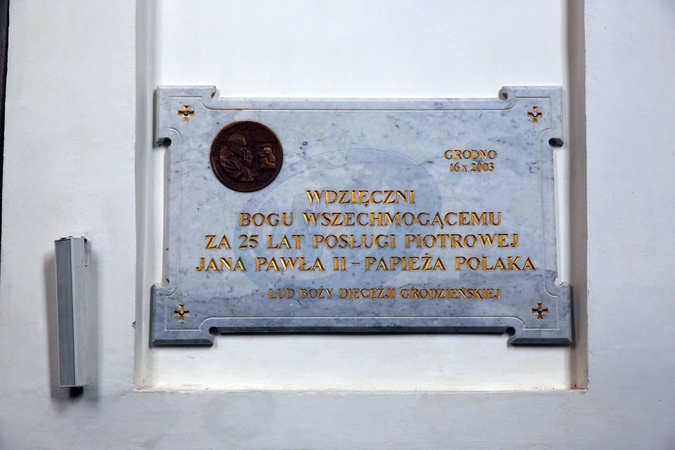 GRODNO
16 X 2003
WDZIĘCZNI
BOGU WSZECHMOGĄCEMU
ZA 25 LAT POSŁUGI PIOTROWEJ
JANA PAWŁA II – PAPIEŻA POLAKA
LUD BOŻY DIECEZJI GRODZIEŃSKIEJ